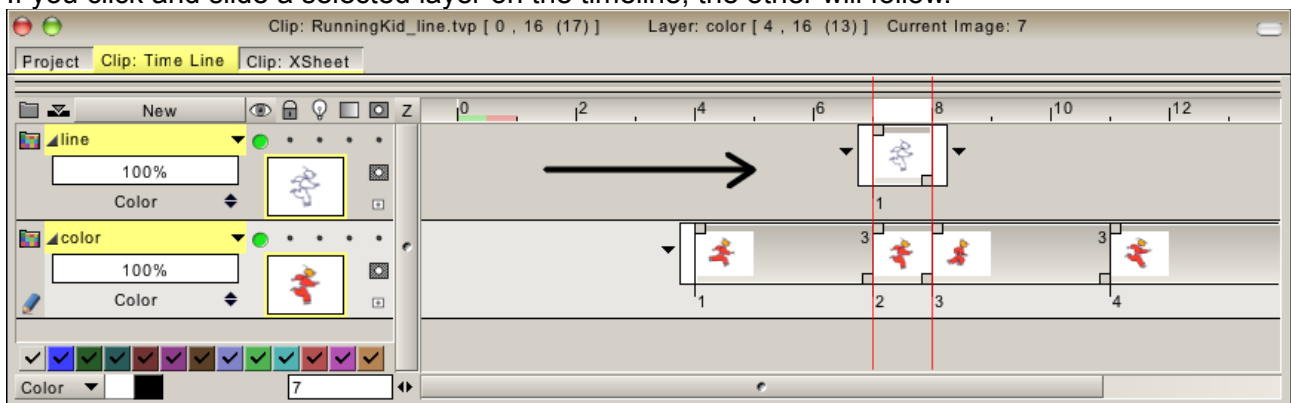 If you click and slide a selected layer on the timeline, the other will follow.
Clip: RunningKid_line.tvp [ 0 , 16 (17) ] Layer: color [ 4 , 16 (13) ] Current Image: 7
Project Clip: Time Line Clip: XSheet
New Z 0 2 4 6 8 10 12
line
100%
Color
1
color 3 3
100%
Color
1 2 3 4
Color 7